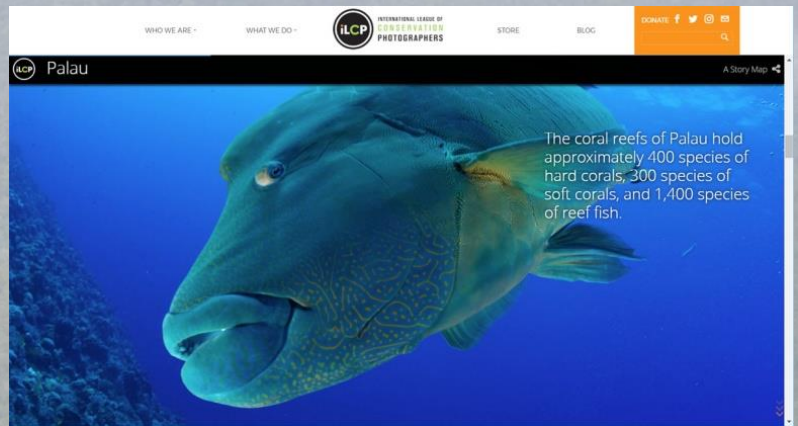 WHO WE ARE
WHAT WE DO
iLCP
INTERNATIONAL LEAGUE OF
CONSERVATION
PHOTOGRAPHERS
STORE
BLOG
DONATE
iLCP
Palau
A Story Map
The coral reefs of Palau hold
approximately 400 species of
hard corals, 300 species of
soft corals, and 1,400 species
of reef fish.